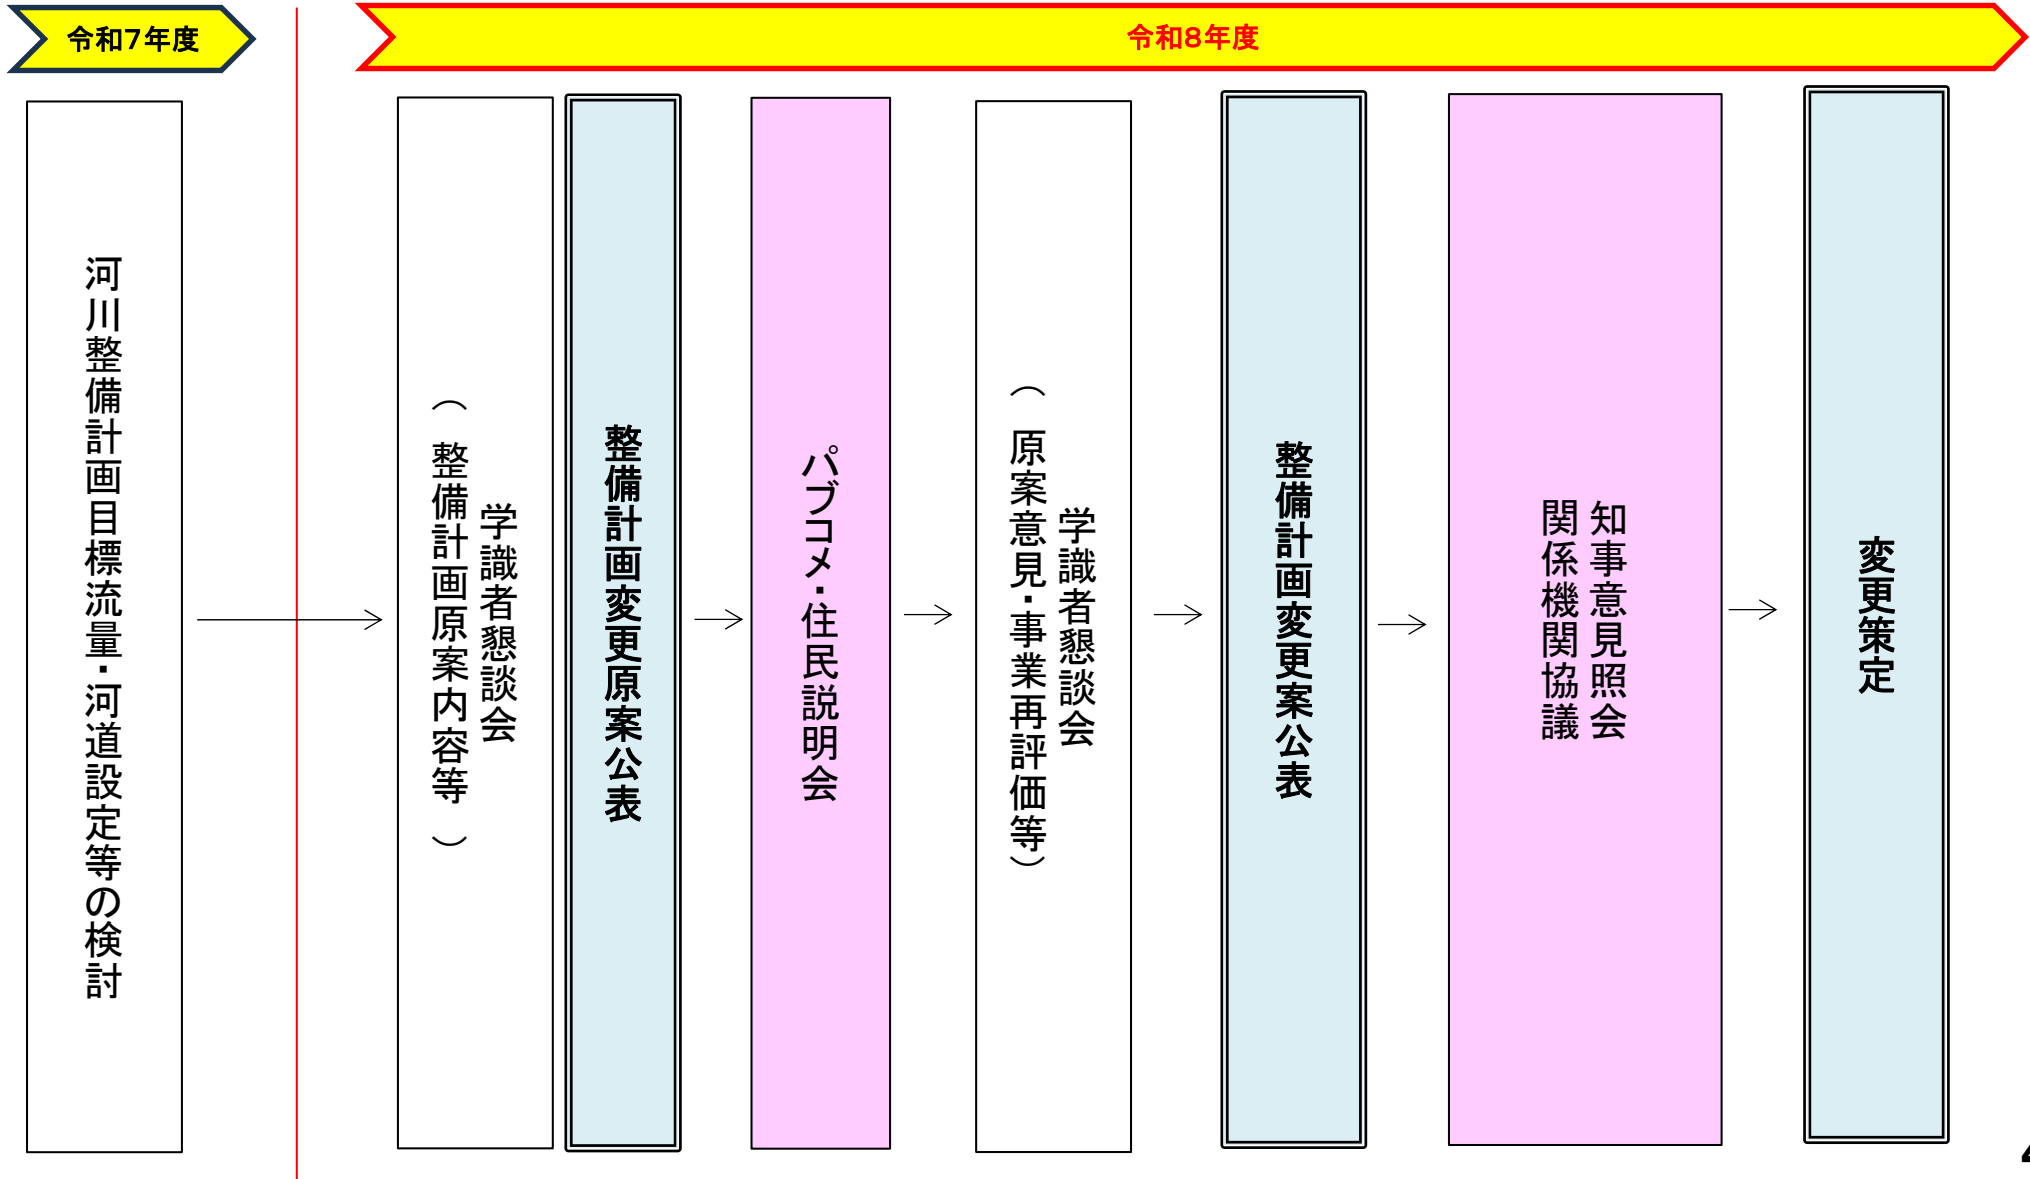 令和7年度
令和8年度
河川整備計画目標流量・河道設定等の検討
学識者懇談会
（整備計画原案内容等）
整備計画変更原案公表
パブコメ・住民説明会
学識者懇談会
（原案意見・事業再評価等）
整備計画変更案公表
知事意見照会
関係機関協議
変更策定